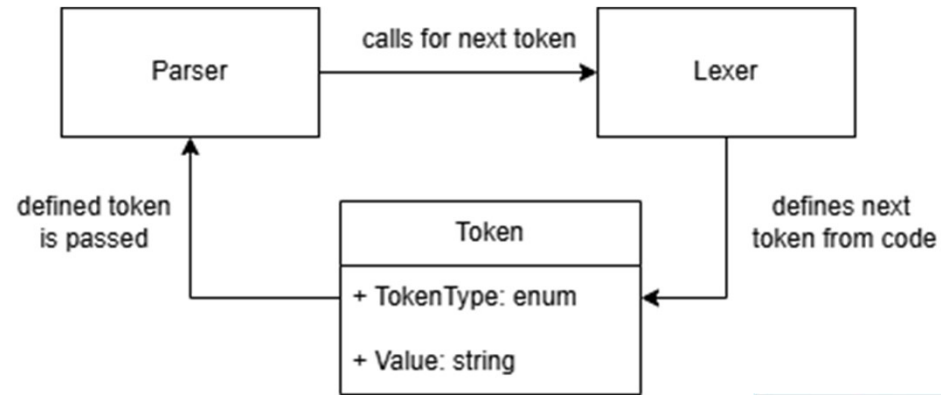 calls for next token
Parser
Lexer
defined token
is passed
Token
defines next
token from code
+ TokenType: enum
+ Value: string